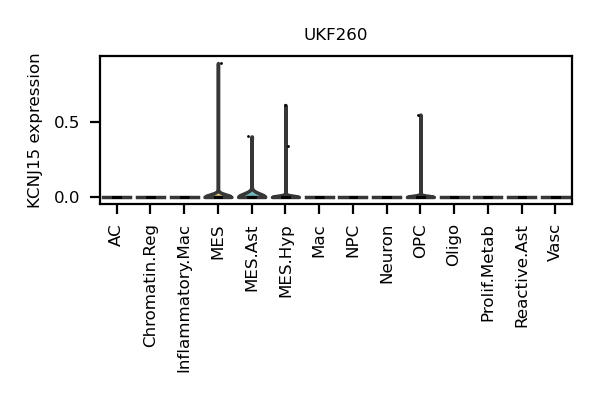 UKF260
KCNJ15 expression
0.5
0.0
AC
Chromatin.Reg
Inflammatory.Mac
MES
MES.Ast
MES.Hyp
Mac
NPC
Neuron
OPC
Oligo
Prolif.Metab
Reactive.Ast
Vasc